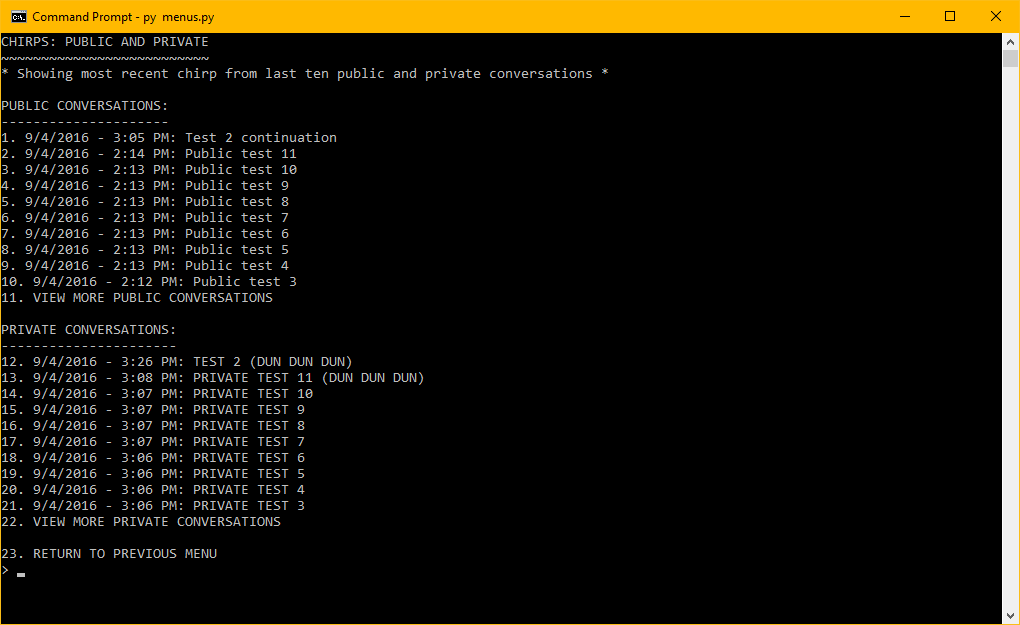 Command Prompt - py  menus.py
CHIRPS: PUBLIC AND PRIVATE
~~~~~~~~~~~~~~~~~~~~~~~~~~
* Showing most recent chirp from last ten public and private conversations *
PUBLIC CONVERSATIONS:
---------------------
1. 9/4/2016 - 3:05 PM: Test 2 continuation
2. 9/4/2016 - 2:14 PM: Public test 11
3. 9/4/2016 - 2:13 PM: Public test 10
4. 9/4/2016 - 2:13 PM: Public test 9
5. 9/4/2016 - 2:13 PM: Public test 8
6. 9/4/2016 - 2:13 PM: Public test 7
7. 9/4/2016 - 2:13 PM: Public test 6
8. 9/4/2016 - 2:13 PM: Public test 5
9. 9/4/2016 - 2:13 PM: Public test 4
10. 9/4/2016 - 2:12 PM: Public test 3
11. VIEW MORE PUBLIC CONVERSATIONS
PRIVATE CONVERSATIONS:
----------------------
12. 9/4/2016 - 3:26 PM: TEST 2 (DUN DUN DUN)
13. 9/4/2016 - 3:08 PM: PRIVATE TEST 11 (DUN DUN DUN)
14. 9/4/2016 - 3:07 PM: PRIVATE TEST 10
15. 9/4/2016 - 3:07 PM: PRIVATE TEST 9
16. 9/4/2016 - 3:07 PM: PRIVATE TEST 8
17. 9/4/2016 - 3:07 PM: PRIVATE TEST 7
18. 9/4/2016 - 3:06 PM: PRIVATE TEST 6
19. 9/4/2016 - 3:06 PM: PRIVATE TEST 5
20. 9/4/2016 - 3:06 PM: PRIVATE TEST 4
21. 9/4/2016 - 3:06 PM: PRIVATE TEST 3
22. VIEW MORE PRIVATE CONVERSATIONS
23. RETURN TO PREVIOUS MENU
> _